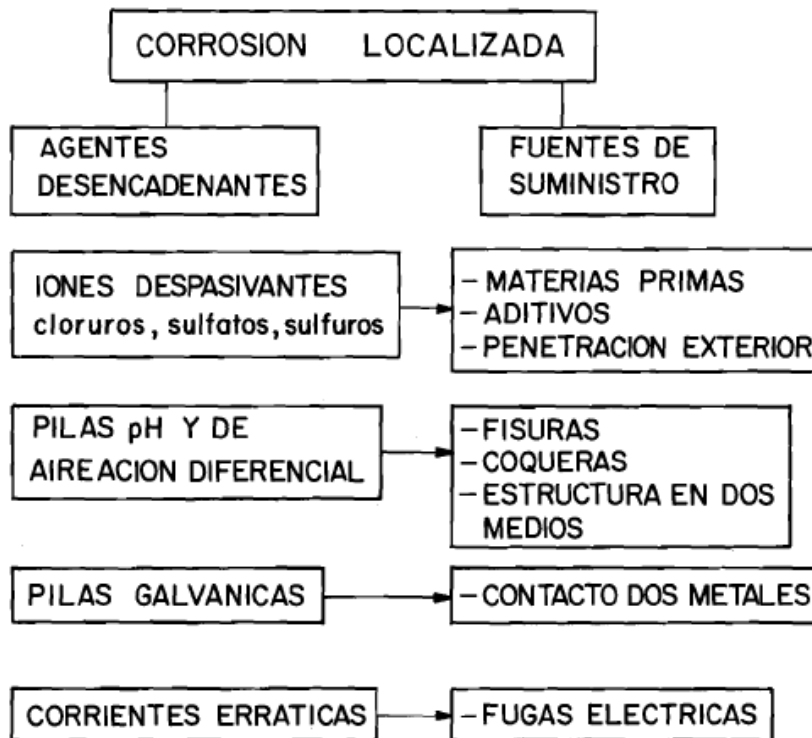 CORROSION LOCALIZADA
AGENTES
DESENCADENANTES
FUENTES DE
SUMINISTRO
IONES DESPASIVANTES
cloruros, sulfatos, sulfuros
- MATERIAS PRIMAS
- ADITIVOS
- PENETRACION EXTERIOR
PILAS pH Y DE
AIREACION DIFERENCIAL
- FISURAS
- COQUERAS
- ESTRUCTURA EN DOS
MEDIOS
PILAS GALVANICAS
- CONTACTO DOS METALES
CORRIENTES ERRATICAS
- FUGAS ELECTRICAS